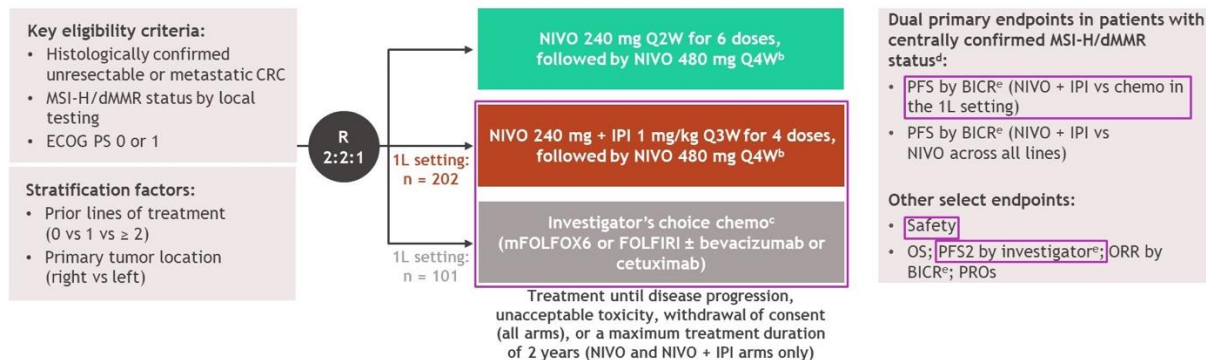 Key eligibility criteria:
• Histologically confirmed
unresectable or metastatic CRC
• MSI-H/dMMR status by local
testing
• ECOG PS 0 or 1
Stratification factors:
• Prior lines of treatment
(0 vs 1 vs ≥ 2)
• Primary tumor location
(right vs left)
R
2:2:1
NIVO 240 mg Q2W for 6 doses,
followed by NIVO 480 mg Q4Wᵇ
1L setting:
n = 202
NIVO 240 mg + IPI 1 mg/kg Q3W for 4 doses,
followed by NIVO 480 mg Q4Wᵇ
1L setting:
n = 101
Investigator's choice chemoᶜ
(mFOLFOX6 or FOLFIRI ± bevacizumab or
cetuximab)
Treatment until disease progression,
unacceptable toxicity, withdrawal of consent
(all arms), or a maximum treatment duration
of 2 years (NIVO and NIVO + IPI arms only)
Dual primary endpoints in patients with
centrally confirmed MSI-H/dMMR
statusᵈ:
• PFS by BICRᵉ (NIVO + IPI vs chemo in
the 1L setting)
• PFS by BICRᵉ (NIVO + IPI vs
NIVO across all lines)
Other select endpoints:
• Safety
• OS; PFS2 by investigatorᵉ; ORR by
BICRᵉ; PROs